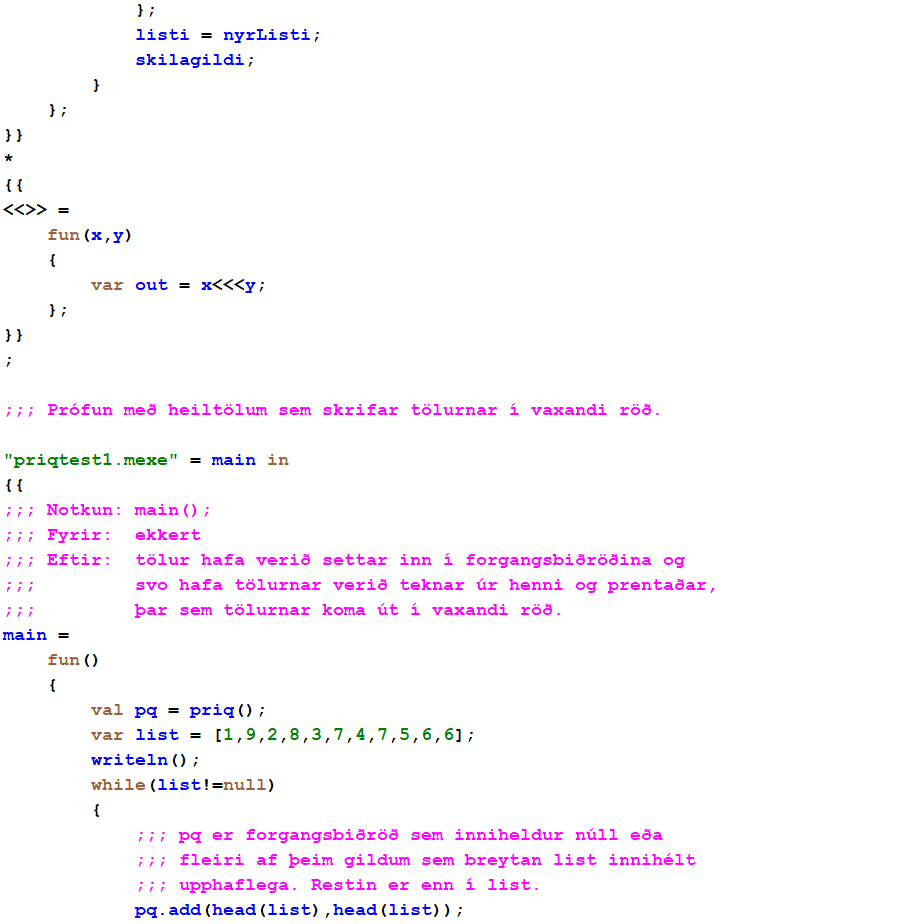 };
            listi = nyrListi;
            skilagildi;
        }
    };
}}
*
{{
<<>> =
    fun(x,y)
    {
        var out = x<<<y;
    };
}}
;

;;; Prófun með heiltölum sem skrifar tölurnar í vaxandi röð.

"priqtest1.mexe" = main in
{{
;;; Notkun: main();
;;; Fyrir:  ekkert
;;; Eftir:  tölur hafa verið settar inn í forgangsbiðröðina og
;;;         svo hafa tölurnar verið teknar úr henni og prentaðar,
;;;         þar sem tölurnar koma út í vaxandi röð.
main =
    fun()
    {
        val pq = priq();
        var list = [1,9,2,8,3,7,4,7,5,6,6];
        writeln();
        while(list!=null)
        {
            ;;; pq er forgangsbiðröð sem inniheldur núll eða
            ;;; fleiri af þeim gildum sem breytan list innihélt
            ;;; upphaflega. Restin er enn í list.
            pq.add(head(list),head(list));